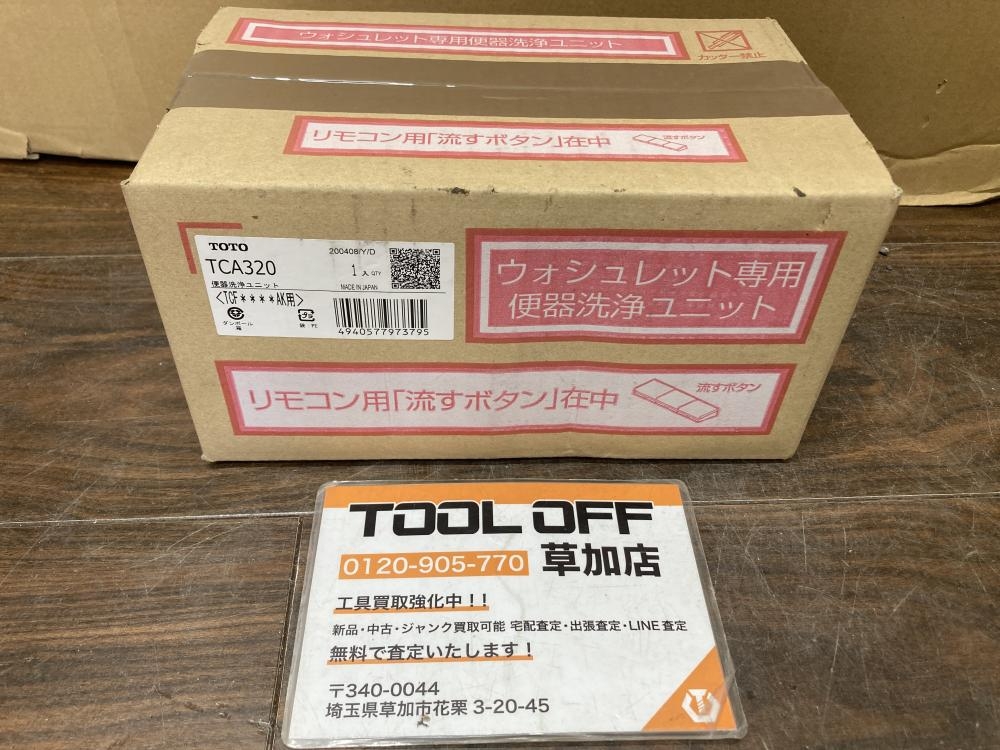 ウォシュレット専用便器洗浄ユニット
カッター禁止
リモコン用「流すボタン」在中
流すボタン
TOTO
200408/Y/D
TCA320
1 入 QTY
便器洗浄ユニット
MADE IN JAPAN
<TCF****AK用>
ダンボール
箱
袋 PE
4940577973795
ウォシュレット専用
便器洗浄ユニット
リモコン用「流すボタン」在中
流すボタン
TOOL OFF
0120-905-770 草加店
工具買取強化中!!
新品・中古・ジャンク買取可能 宅配査定・出張査定・LINE査定
無料で査定いたします!
〒340-0044
埼玉県草加市花栗 3-20-45